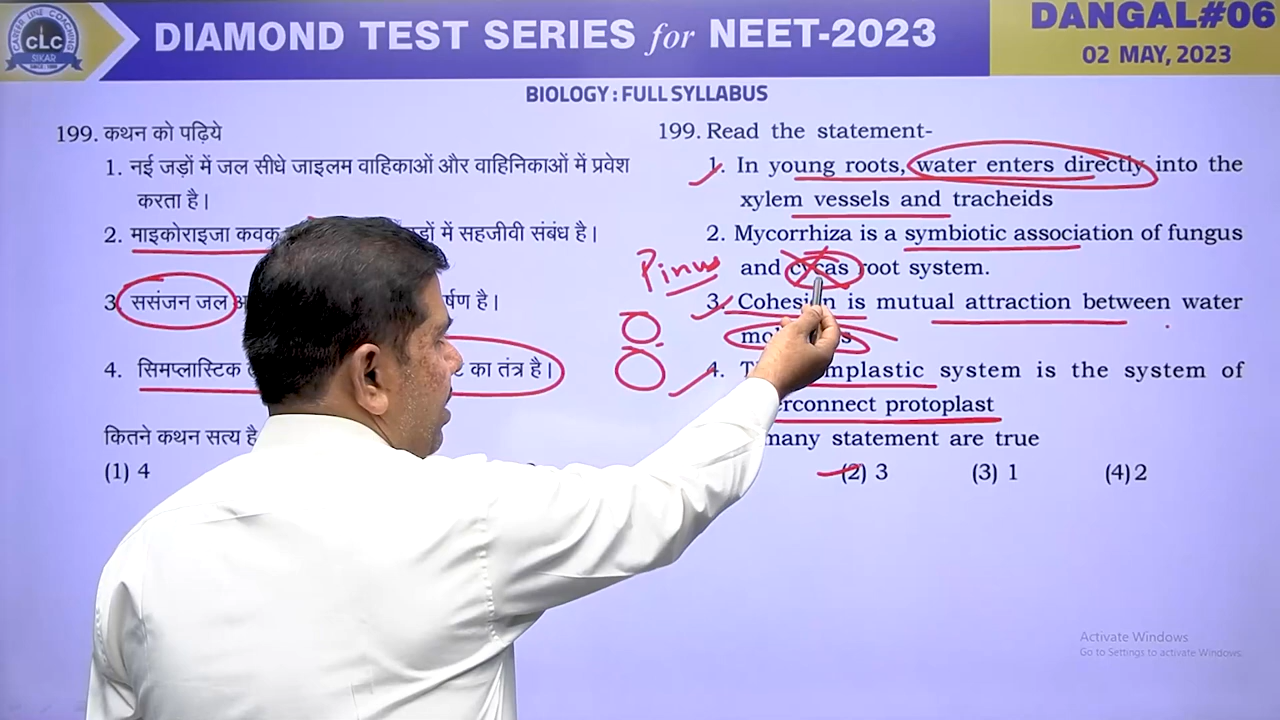 CAREER LINE COACHING
CLC
SIKAR
DIAMOND TEST SERIES for NEET-2023
DANGAL#06
02 MAY, 2023
BIOLOGY : FULL SYLLABUS
199. कथन को पढ़िये
1. नई जड़ों में जल सीधे जाइलम वाहिकाओं और वाहिनिकाओं में प्रवेश
करता है।
2. माइकोराइजा कवक जड़ों में सहजीवी संबंध है।
3. ससंजन जल
4. सिमप्लास्टिक का तंत्र है।
कितने कथन सत्य है
(1) 4
199. Read the statement-
1. In young roots, water enters directly into the
xylem vessels and tracheids
2. Mycorrhiza is a symbiotic association of fungus
Pinus and cycas root system.
3. Cohesion is mutual attraction between water
4. system is the system of
protoplast
many statement are true
(2) 3 (3) 1 (4) 2
Activate Windows
Go to Settings to activate Windows.